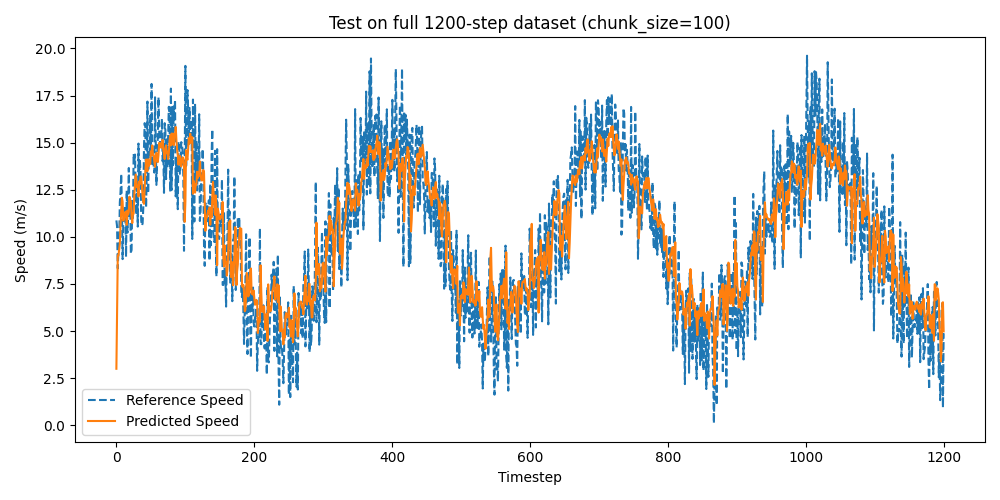 Test on full 1200-step dataset (chunk_size=100)
20.0
17.5
15.0
12.5
10.0
7.5
5.0
2.5
0.0
Speed (m/s)
Reference Speed
Predicted Speed
0 200 400 600 800 1000 1200
Timestep